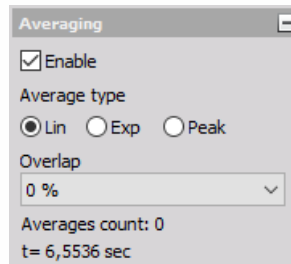 Averaging
Enable
Average type
Lin Exp Peak
Overlap
0 %
Averages count: 0
t= 6,5536 sec